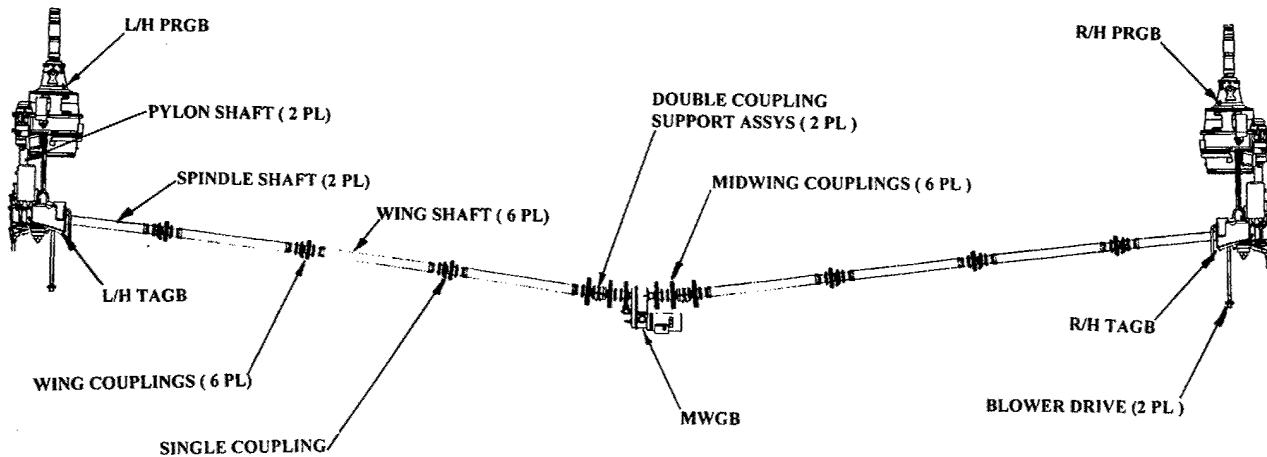 L/H PRGB
R/H PRGB
PYLON SHAFT ( 2 PL)
DOUBLE COUPLING
SUPPORT ASSYS ( 2 PL )
SPINDLE SHAFT (2 PL)
MIDWING COUPLINGS ( 6 PL )
WING SHAFT ( 6 PL)
L/H TAGB
R/H TAGB
WING COUPLINGS ( 6 PL)
MWGB
BLOWER DRIVE (2 PL )
SINGLE COUPLING